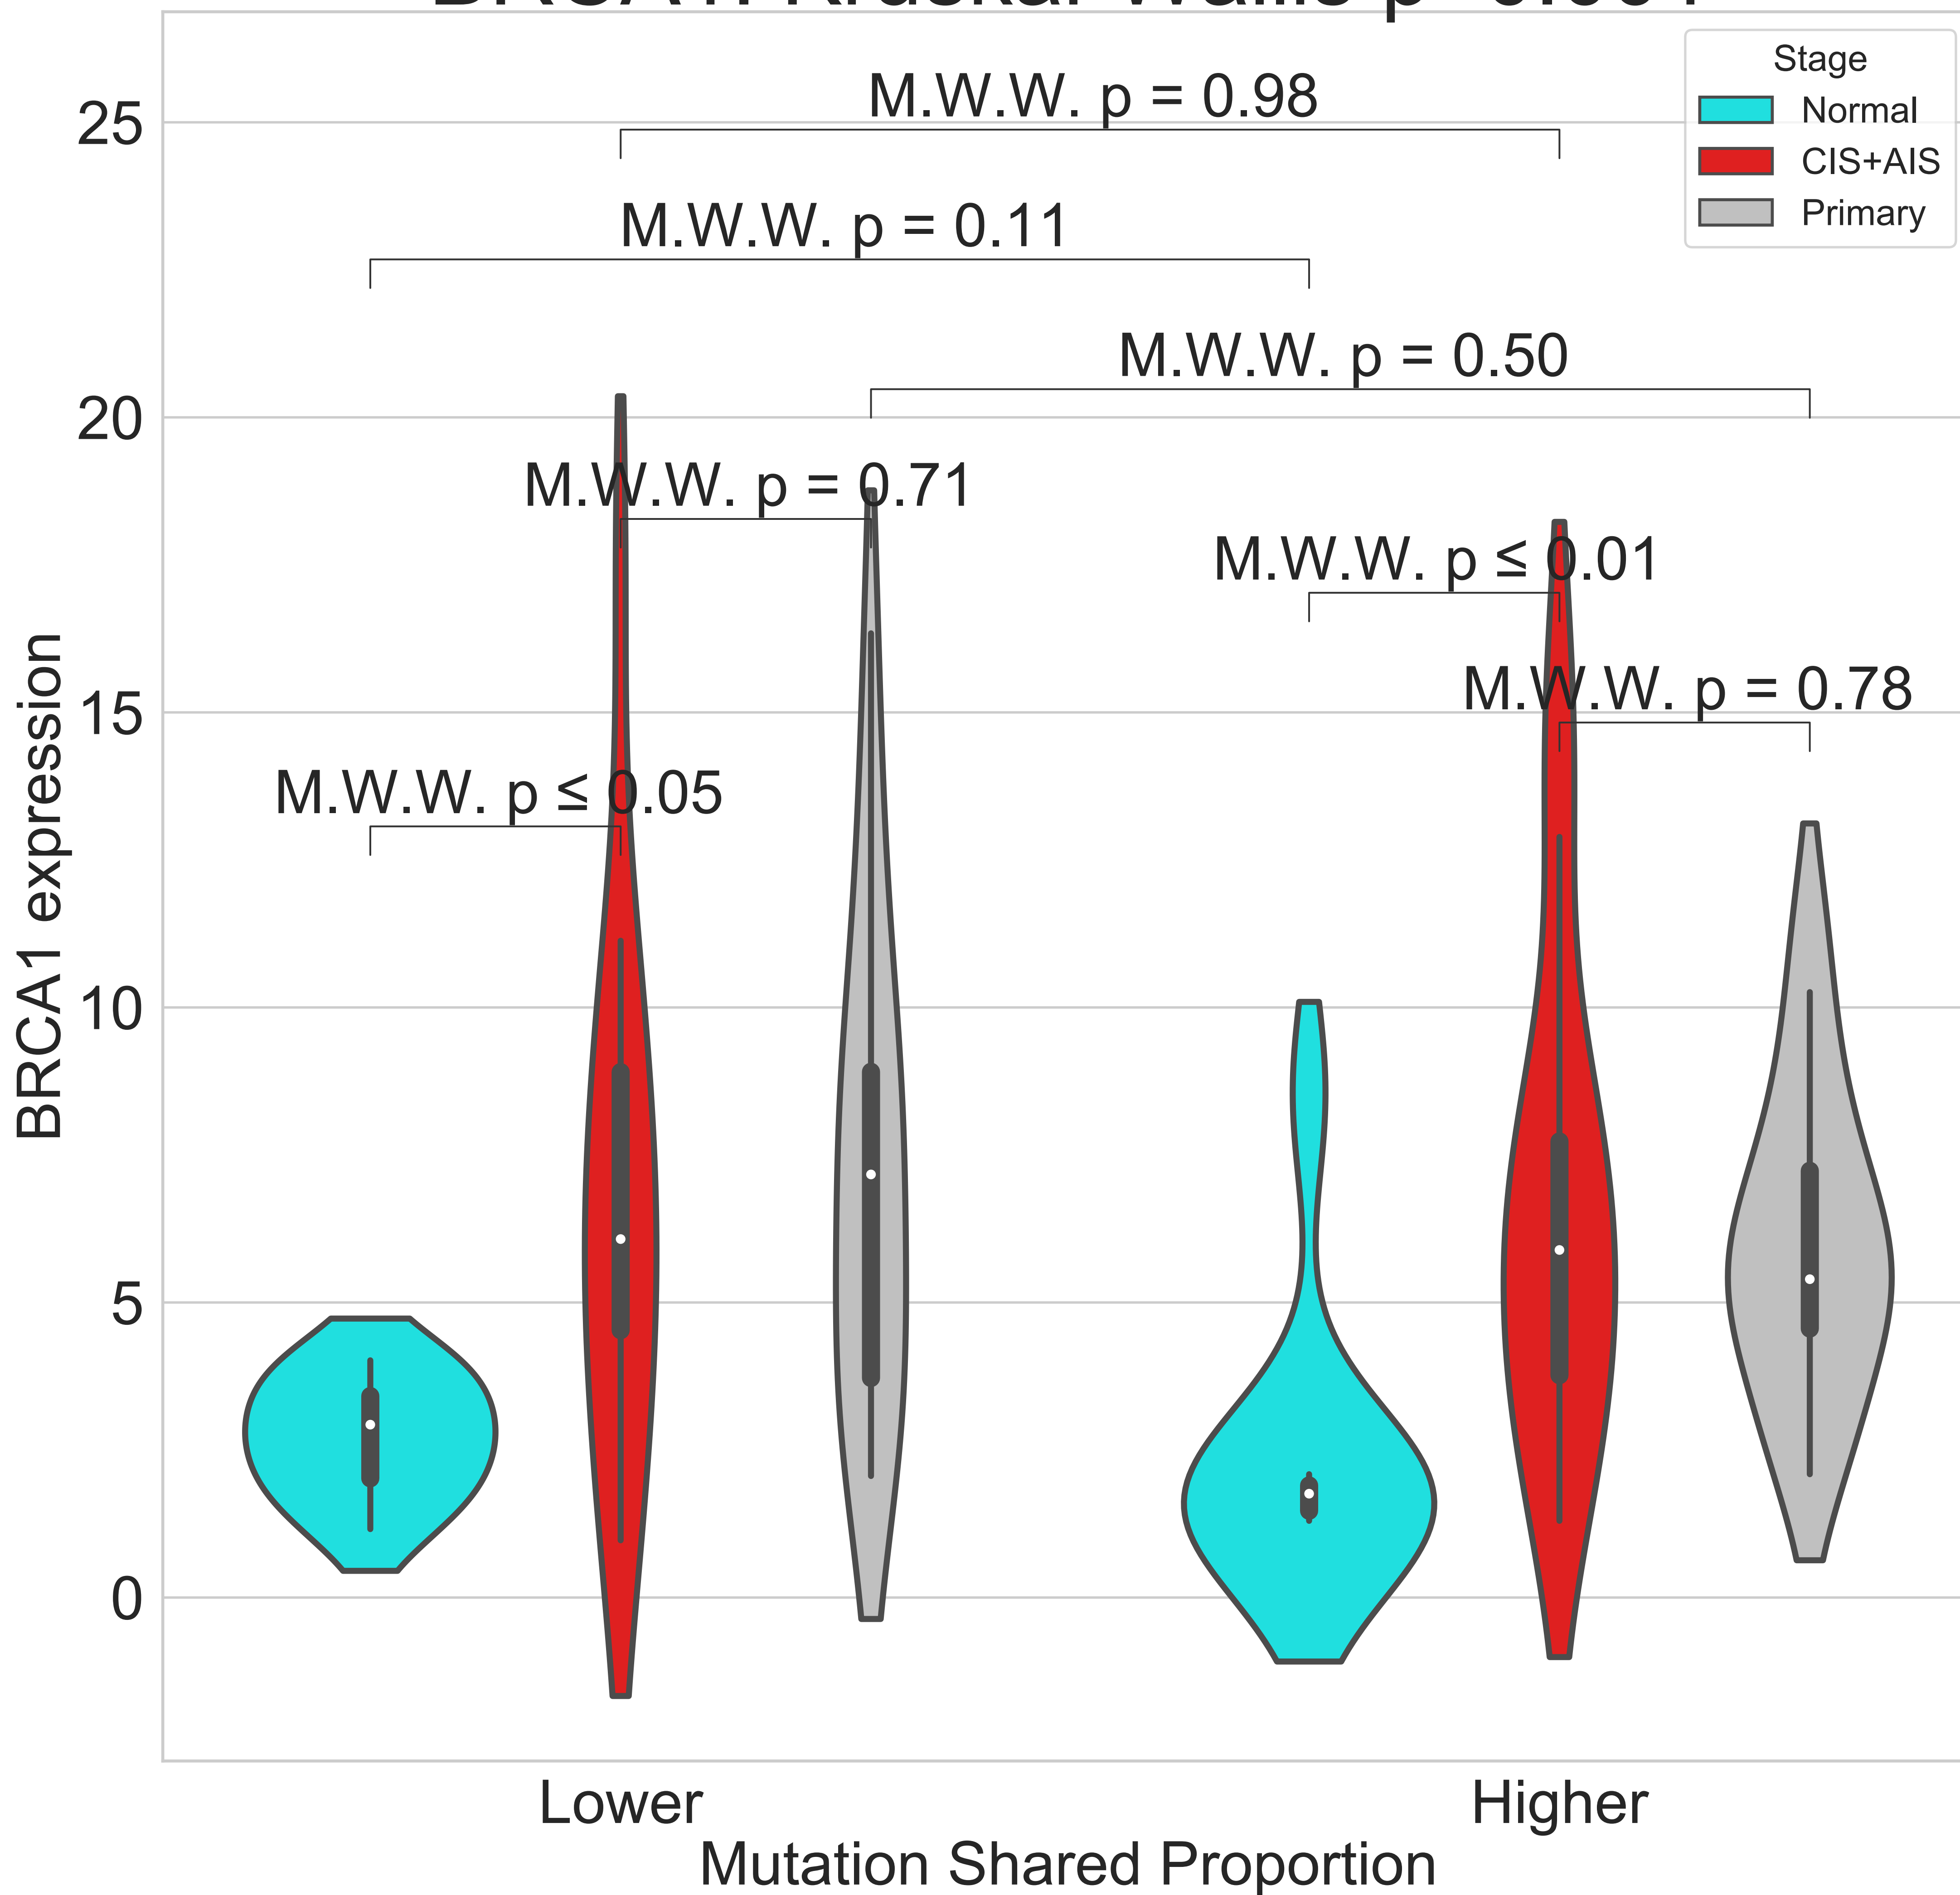 Stage
Normal
CIS+AIS
Primary
M.W.W. p = 0.98
M.W.W. p = 0.11
M.W.W. p = 0.50
M.W.W. p = 0.71
M.W.W. p ≤ 0.01
M.W.W. p = 0.78
M.W.W. p ≤ 0.05
25
20
15
10
5
0
BRCA1 expression
Lower
Higher
Mutation Shared Proportion